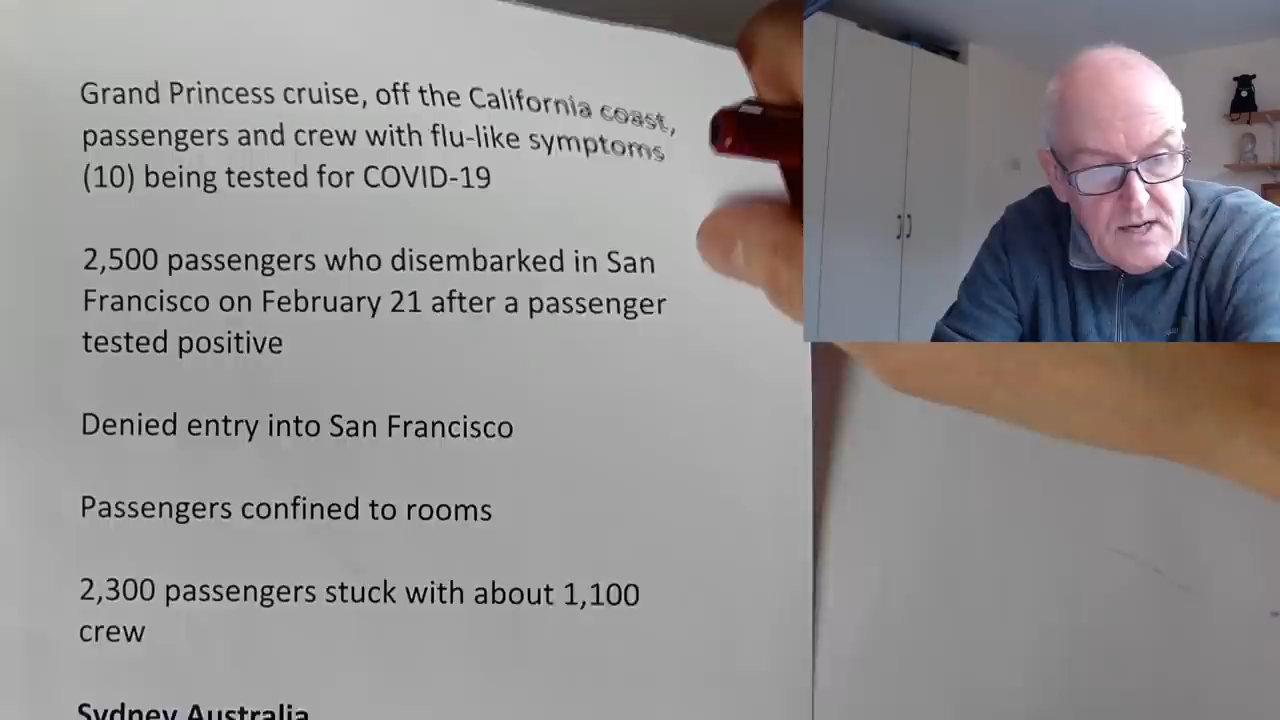 Grand Princess cruise, off the California coast,
passengers and crew with flu-like symptoms
(10) being tested for COVID-19
2,500 passengers who disembarked in San
Francisco on February 21 after a passenger
tested positive
Denied entry into San Francisco
Passengers confined to rooms
2,300 passengers stuck with about 1,100
crew
Sydney Australia